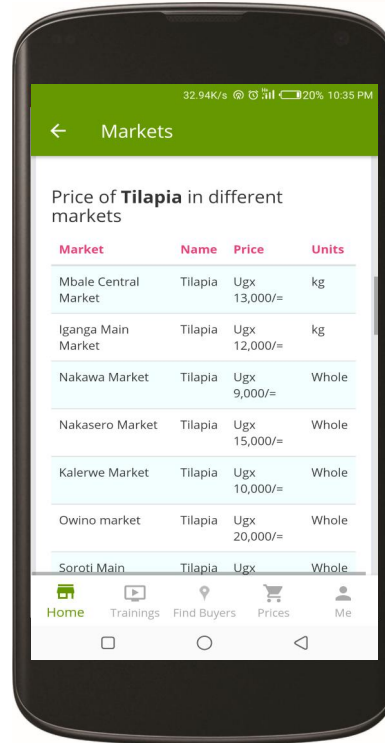 32.94K/s 20% 10:35 PM
Markets
Price of Tilapia in different
markets
Market Name Price Units
Mbale Central Tilapia Ugx kg
Market 13,000/=
Iganga Main Tilapia Ugx kg
Market 12,000/=
Nakawa Market Tilapia Ugx Whole
9,000/=
Nakasero Market Tilapia Ugx Whole
15,000/=
Kalerwe Market Tilapia Ugx Whole
10,000/=
Owino market Tilapia Ugx Whole
20,000/=
Soroti Main Tilapia Ugx Whole
Home Trainings Find Buyers Prices Me